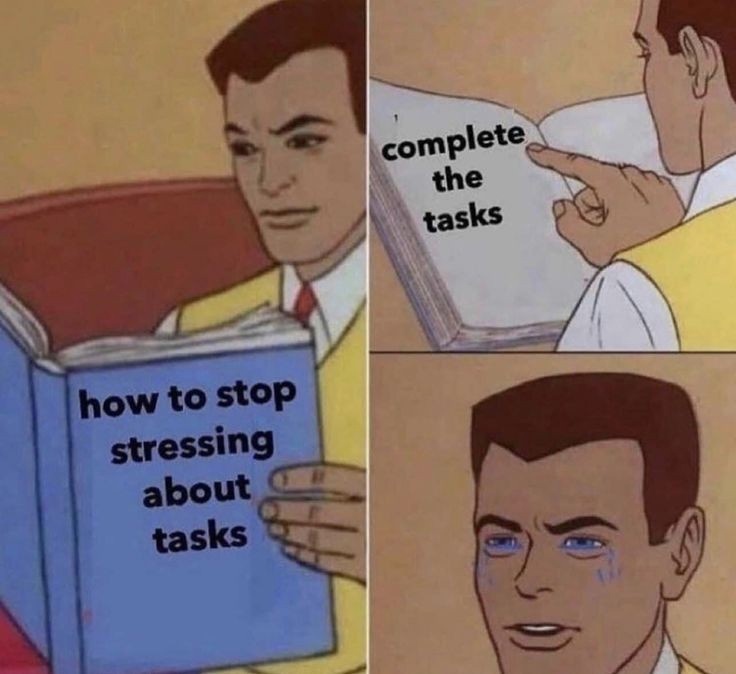 how to stop
stressing
about
tasks
complete
the
tasks